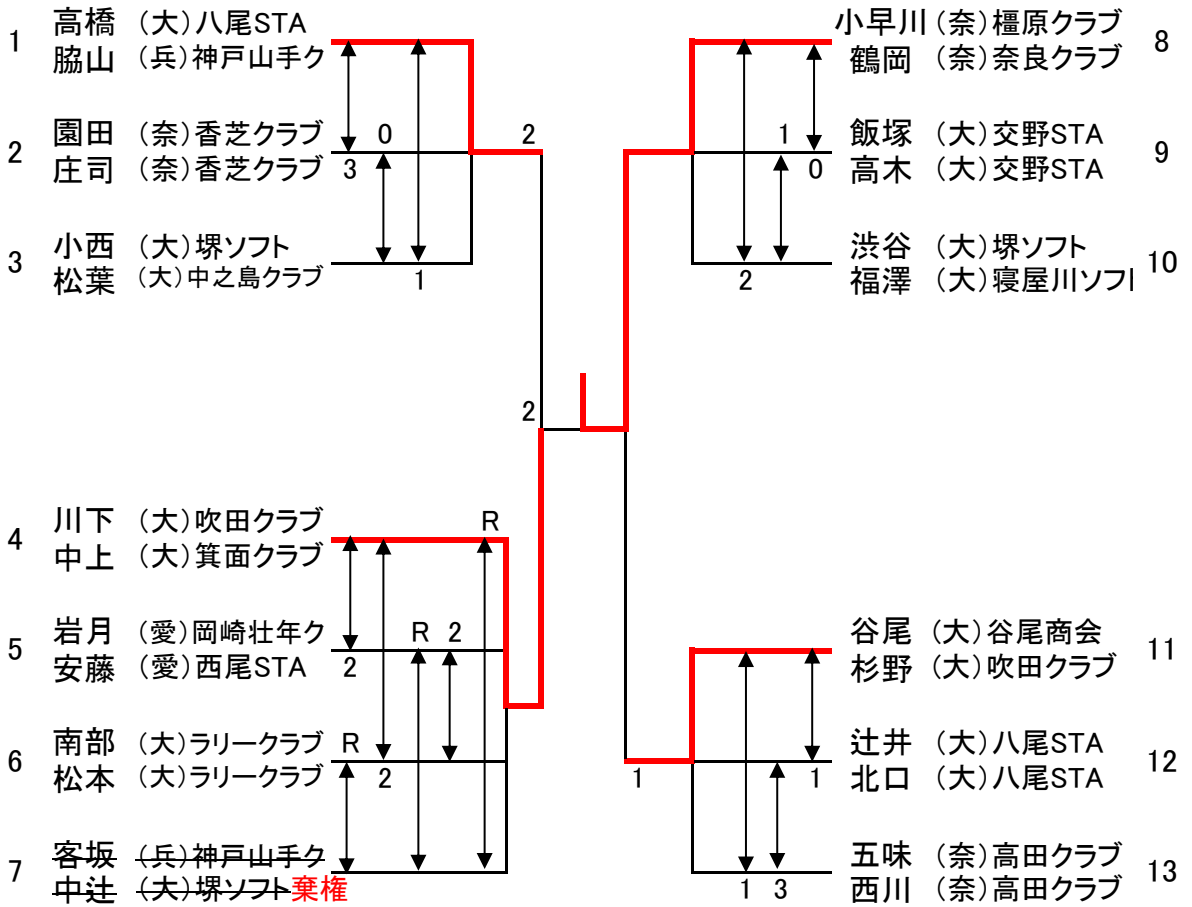 1 高橋 (大)八尾STA
脇山 (兵)神戸山手ク
2 園田 (奈)香芝クラブ 0
庄司 (奈)香芝クラブ 3
2
3 小西 (大)堺ソフト
松葉 (大)中之島クラブ 1
2
4 川下 (大)吹田クラブ R
中上 (大)箕面クラブ
5 岩月 (愛)岡崎壮年ク R 2
安藤 (愛)西尾STA 2
6 南部 (大)ラリークラブ R
松本 (大)ラリークラブ 2
7 客坂 (兵)神戸山手ク
中辻 (大)堺ソフト棄権
小早川(奈)橿原クラブ 8
鶴岡 (奈)奈良クラブ
1 飯塚 (大)交野STA 9
0 高木 (大)交野STA
渋谷 (大)堺ソフト 10
2 福澤 (大)寝屋川ソフ
谷尾 (大)谷尾商会 11
杉野 (大)吹田クラブ
辻井 (大)八尾STA 12
1 1 北口 (大)八尾STA
五味 (奈)高田クラブ 13
1 3 西川 (奈)高田クラブ